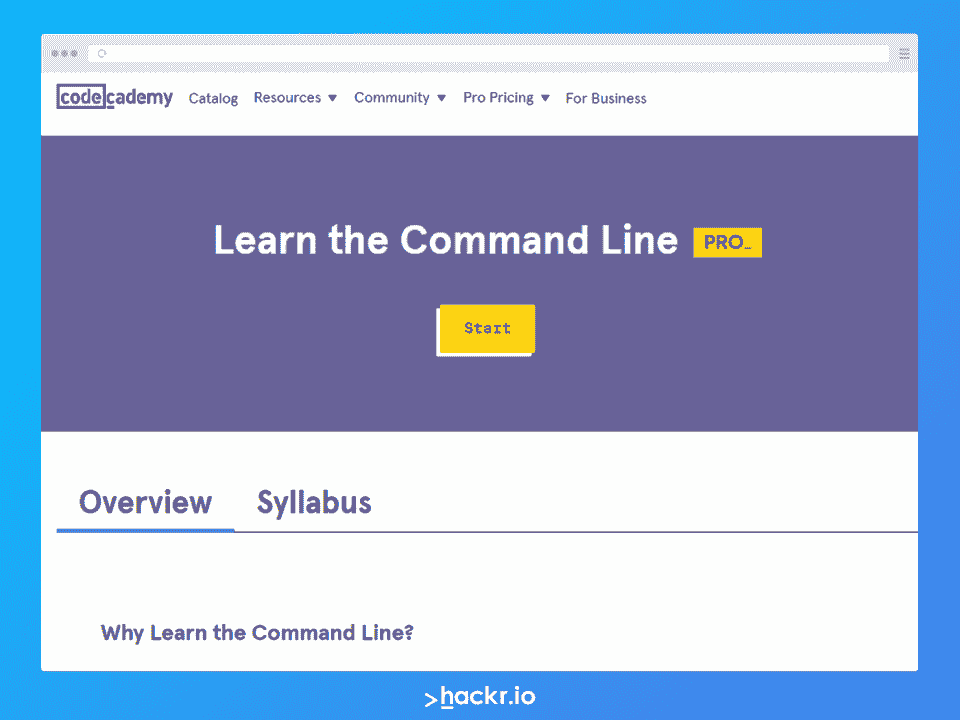 codecademy Catalog Resources Community Pro Pricing For Business
Learn the Command Line PRO_
Start
Overview Syllabus
Why Learn the Command Line?
>hackr.io